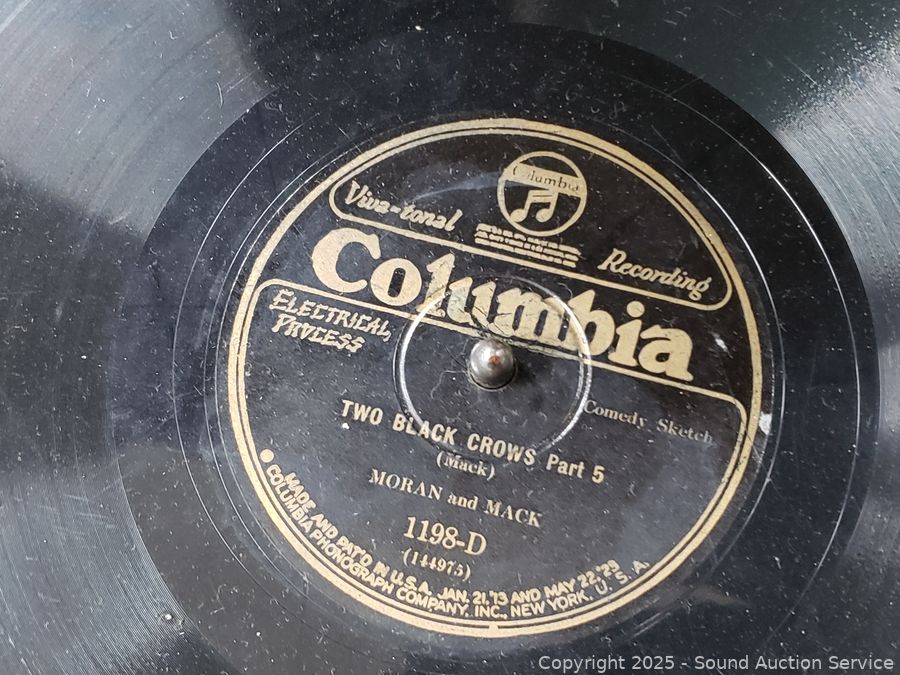 Columbia
Viva-tonal Recording
Columbia
ELECTRICAL
PROCESS
Comedy Sketch
TWO BLACK CROWS Part 5
(Mack)
MORAN and MACK
1198-D
(144975)
MADE AND PAT'D IN U.S.A. JAN. 21,'13 AND MAY 22,'23
COLUMBIA PHONOGRAPH COMPANY, INC., NEW YORK, U.S.A.
Copyright 2025 - Sound Auction Service